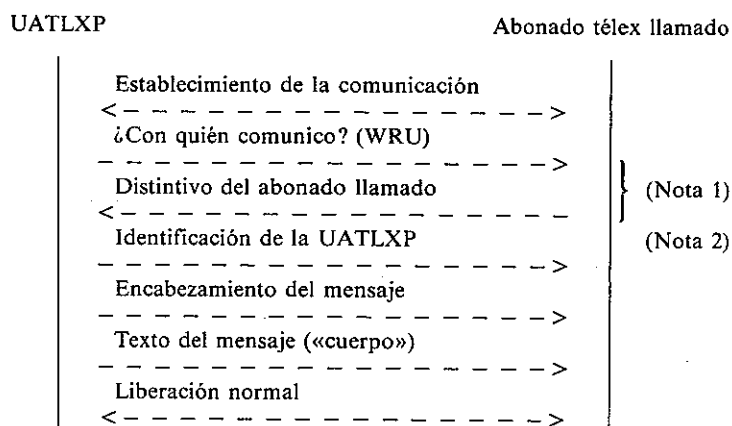 UATLXP Abonado télex llamado
Establecimiento de la comunicación
<- - - - - - - - - - - - - - - - ->
¿Con quién comunico? (WRU)
- - - - - - - - - - - - - - - - ->
Distintivo del abonado llamado (Nota 1)
<- - - - - - - - - - - - - - - - -
Identificación de la UATLXP (Nota 2)
- - - - - - - - - - - - - - - - ->
Encabezamiento del mensaje
- - - - - - - - - - - - - - - - ->
Texto del mensaje («cuerpo»)
- - - - - - - - - - - - - - - - ->
Liberación normal
<- - - - - - - - - - - - - - - - ->